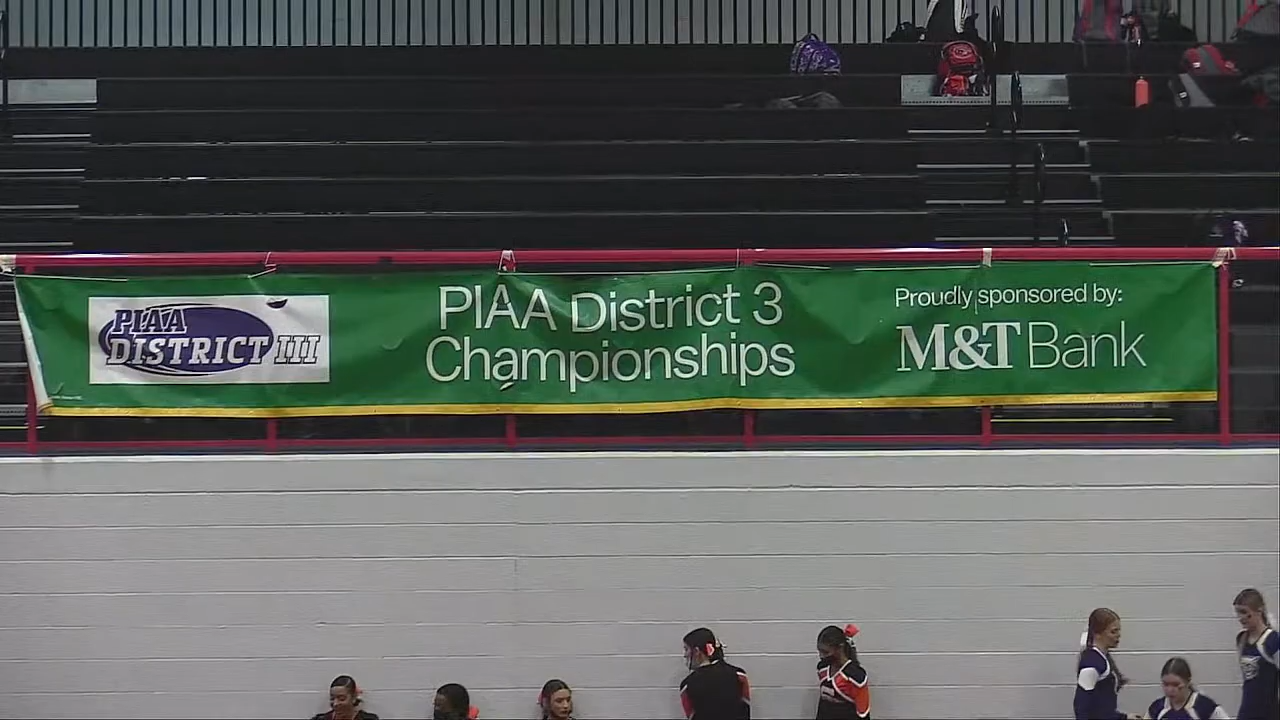 PIAA
DISTRICT III
PIAA District 3
Championships
Proudly sponsored by:
M&T Bank